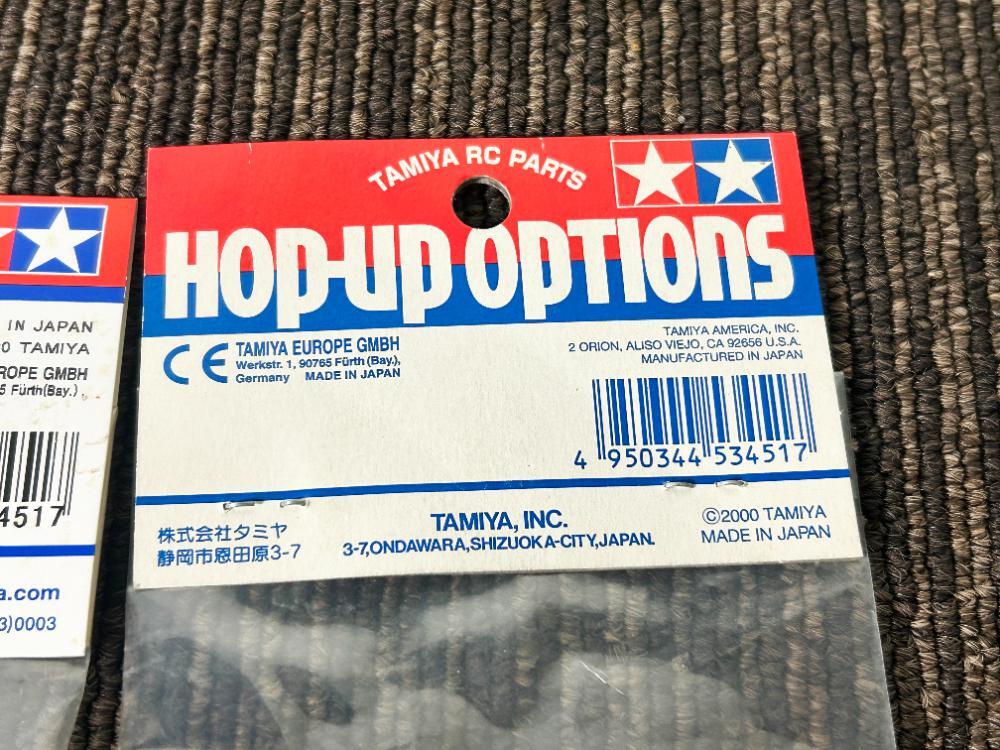 TAMIYA RC PARTS
HOP-UP OPTIONS
CE
TAMIYA EUROPE GMBH
Werkstr. 1, 90765 Fürth (Bay.),
Germany MADE IN JAPAN
TAMIYA AMERICA, INC.
2 ORION, ALISO VIEJO, CA 92656 U.S.A.
MANUFACTURED IN JAPAN
4 950344 534517
株式会社タミヤ
静岡市恩田原3-7
TAMIYA, INC.
3-7,ONDAWARA,SHIZUOKA-CITY,JAPAN.
©2000 TAMIYA
MADE IN JAPAN
IN JAPAN
0 TAMIYA
ROPE GMBH
5 Fürth(Bay.),
4517
a.com
3)0003